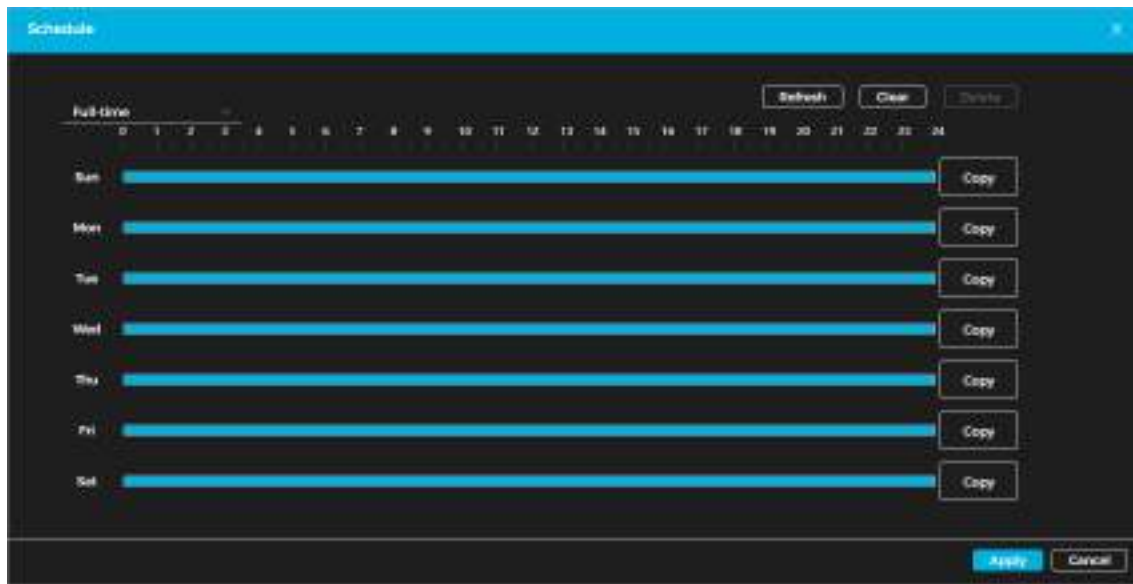 Schedule
Refresh Clear Delete
Full-time
0 1 2 3 4 5 6 7 8 9 10 11 12 13 14 15 16 17 18 19 20 21 22 23 24
Sun Copy
Mon Copy
Tue Copy
Wed Copy
Thu Copy
Fri Copy
Sat Copy
Apply Cancel